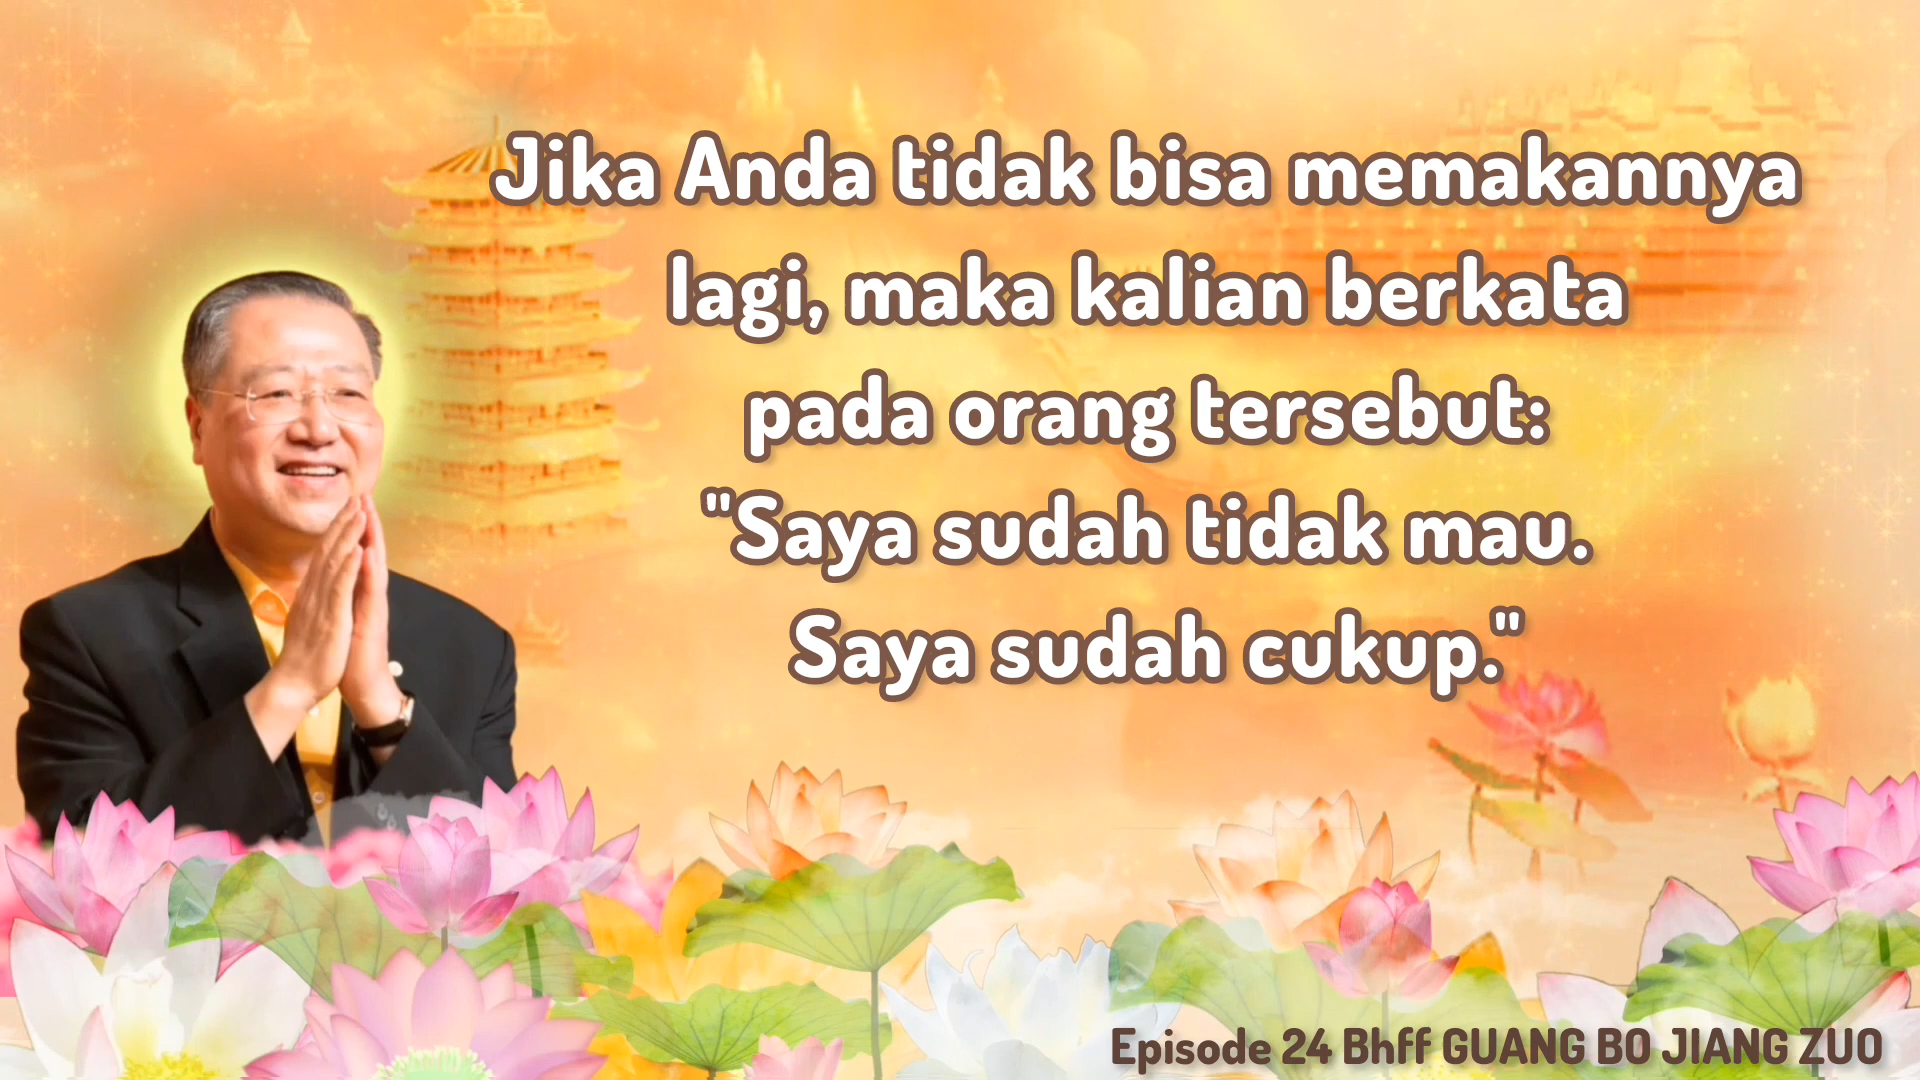 Jika Anda tidak bisa memakannya
lagi, maka kalian berkata
pada orang tersebut:
"Saya sudah tidak mau.
Saya sudah cukup."
Episode 24 Bhff GUANG BO JIANG ZUO